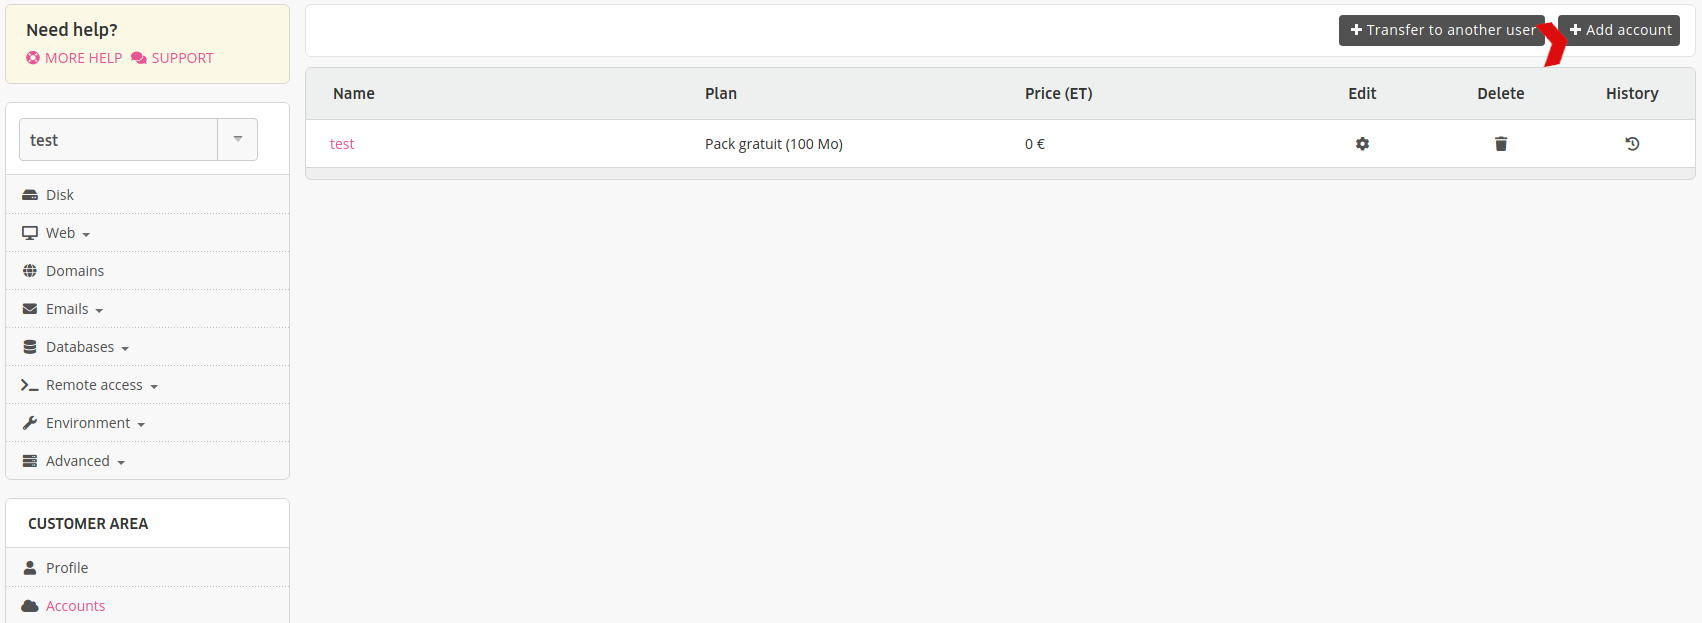 Need help?
MORE HELP SUPPORT
test
Disk
Web
Domains
Emails
Databases
Remote access
Environment
Advanced
CUSTOMER AREA
Profile
Accounts
Transfer to another user Add account
Name Plan Price (ET) Edit Delete History
test Pack gratuit (100 Mo) 0 €